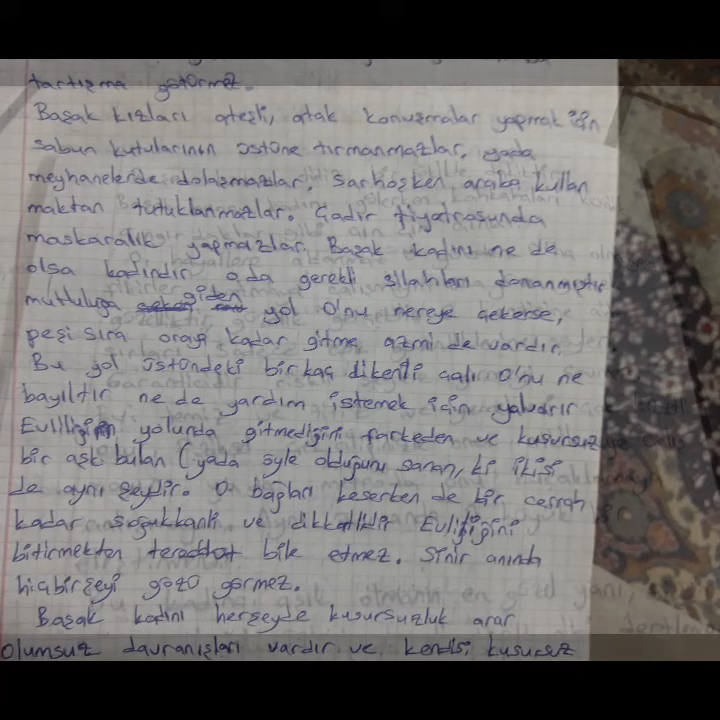 tartışma götürmez.
Başak kızları ateşli, atak konuşmalar yapmak için
sabun kutularının üstüne tırmanmazlar, yada
meyhanelerde dolaşmazlar. Sarhoşken araba kullan
maktan tutuklanmazlar. Çadır tiyatrosunda
maskaralık yapmazlar. Başak kadını ne de
olsa kadındır oda gerekli silahları donanmıştır
mutluluğa giden yol O'nu nereye çekerse,
peşi sıra oraya kadar gitme azmi de vardır.
Bu yol üstündeki birkaç dikenli çalı O'nu ne
bayıltır ne de yardım istemek için yalvarır
Evliliğin yolunda gitmediğini farkeden ve kusursuz
bir aşk bulan (yada öyle olduğunu sanan, ki ikisi
de aynı şeydir. O bağları keserken de bir cerrah
kadar soğukkanlı ve dikkatlidir Evliliğini
bitirmekten tereddüt bile etmez. Sinir anında
hiçbirşeyi gözü görmez.
Başak kadını herşeyde kusursuzluk arar
Olumsuz davranışları vardır ve kendisi kusursuz